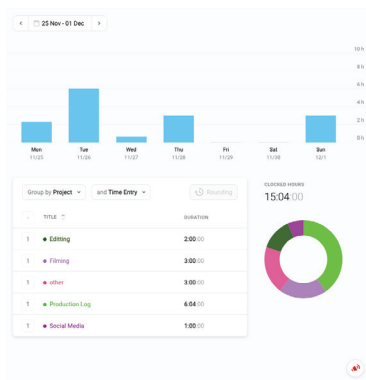 25 Nov - 01 Dec
10 h
8 h
6 h
4 h
2 h
0 h
Mon Tue Wed Thu Fri Sat Sun
11/25 11/26 11/27 11/28 11/29 11/30 12/1
Group by Project and Time Entry Rounding
CLOCKED HOURS
15:04:00
TITLE DURATION
1 Editting 2:00:00
1 Filming 3:00:00
1 other 3:00:00
1 Production Log 6:04:00
1 Social Media 1:00:00